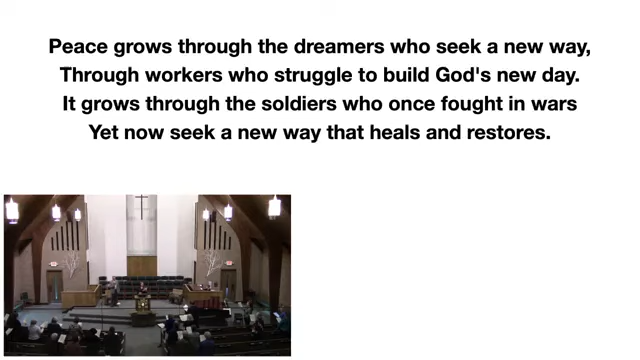 Peace grows through the dreamers who seek a new way,
Through workers who struggle to build God's new day.
It grows through the soldiers who once fought in wars
Yet now seek a new way that heals and restores.